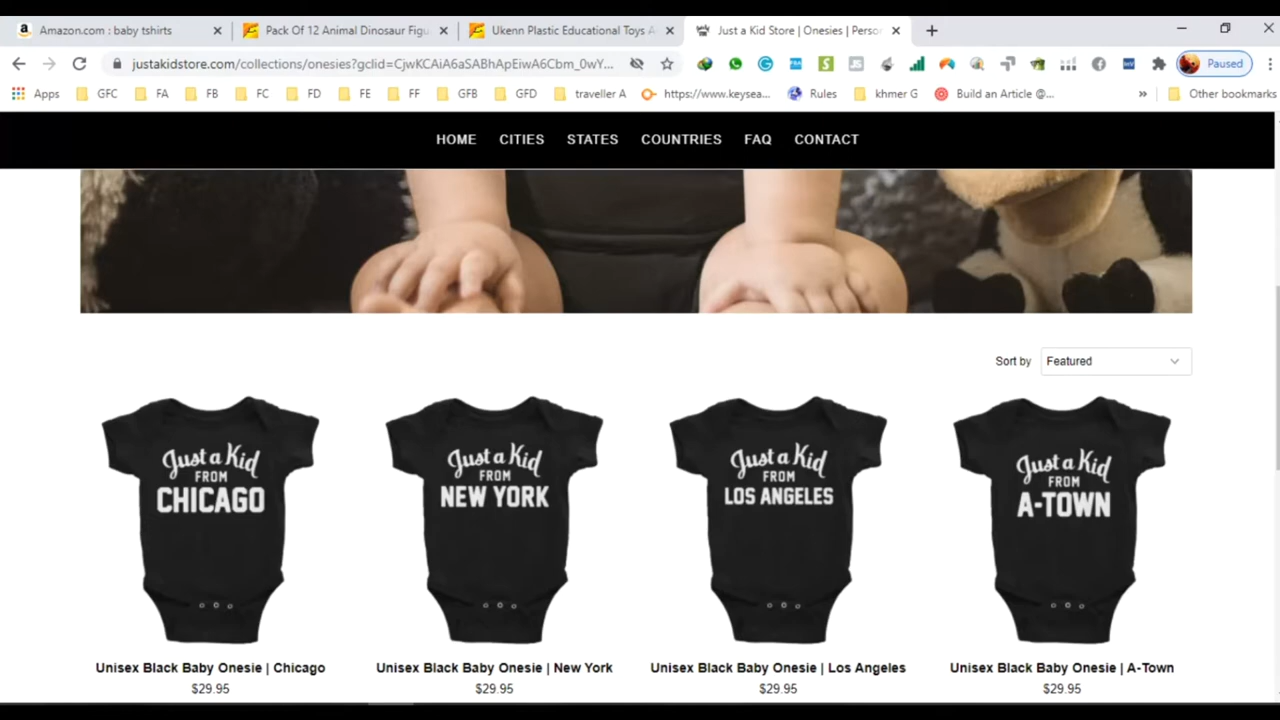 Amazon.com : baby tshirts
Pack Of 12 Animal Dinosaur Figu
Ukenn Plastic Educational Toys A
Just a Kid Store | Onesies | Perso
justakidstore.com/collections/onesies?gclid=CjwKCAiA6aSABhApEiwA6Cbm_0wY...
Paused
Apps
GFC
FA
FB
FC
FD
FE
FF
GFB
GFD
traveller A
https://www.keysea...
Rules
khmer G
Build an Article @...
»
Other bookmarks
HOME
CITIES
STATES
COUNTRIES
FAQ
CONTACT
Sort by
Featured
Just a Kid
FROM
CHICAGO
Just a Kid
FROM
NEW YORK
Just a Kid
FROM
LOS ANGELES
Just a Kid
FROM
A-TOWN
Unisex Black Baby Onesie | Chicago
$29.95
Unisex Black Baby Onesie | New York
$29.95
Unisex Black Baby Onesie | Los Angeles
$29.95
Unisex Black Baby Onesie | A-Town
$29.95